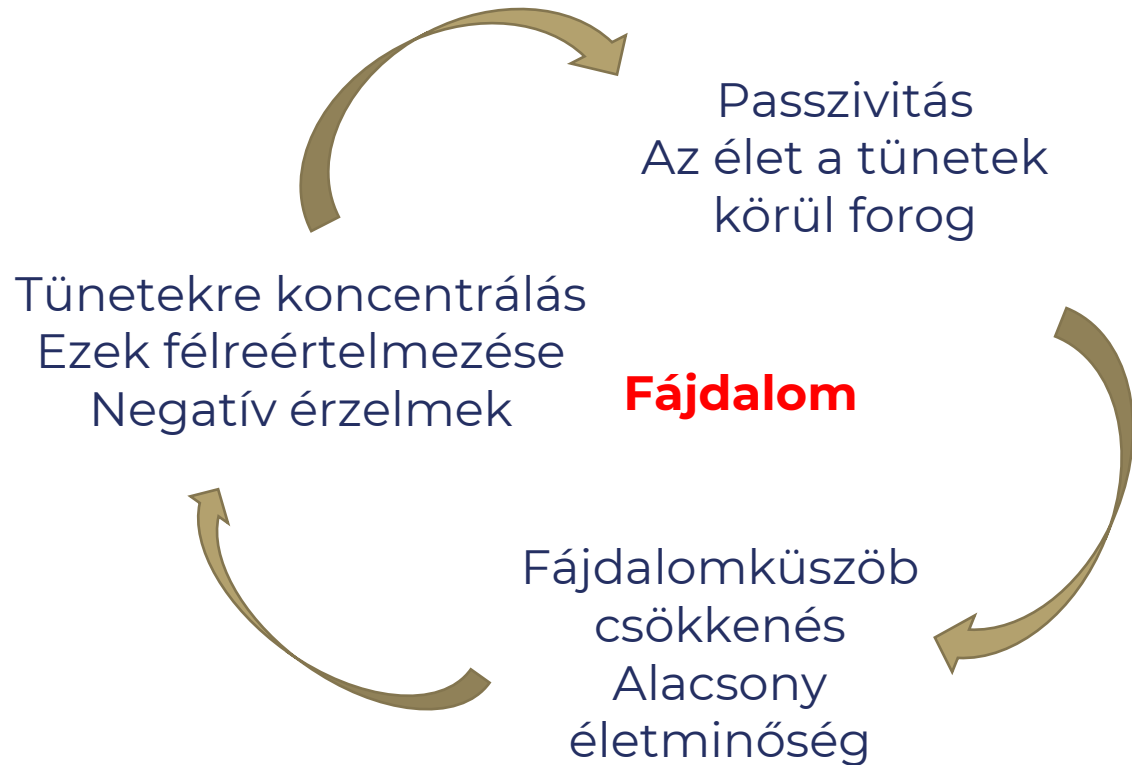 Passzivitás
Az élet a tünetek
körül forog
Tünetekre koncentrálás
Ezek félreértelmezése
Negatív érzelmek
Fájdalom
Fájdalomküszöb
csökkenés
Alacsony
életminőség